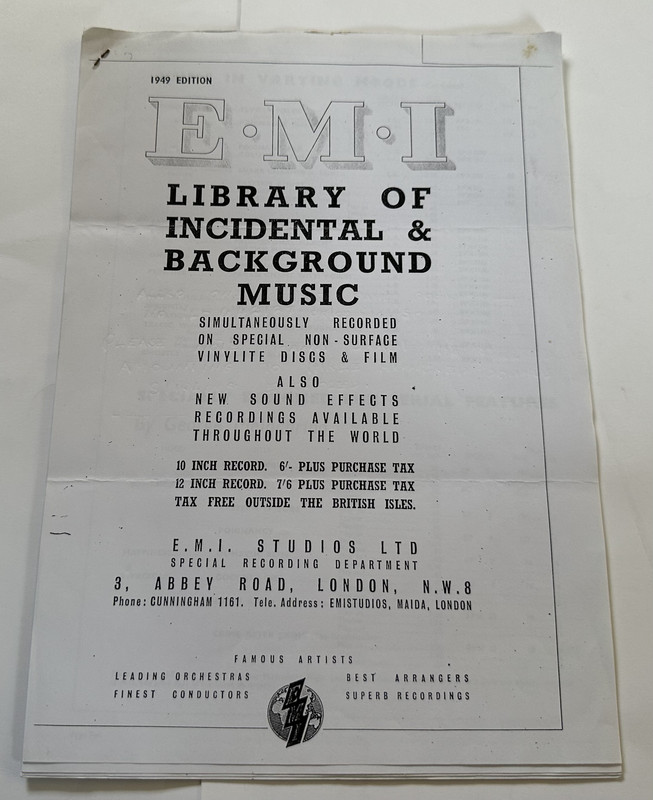 1949 EDITION
E·M·I
LIBRARY OF
INCIDENTAL &
BACKGROUND
MUSIC
SIMULTANEOUSLY RECORDED
ON SPECIAL NON-SURFACE
VINYLITE DISCS & FILM
ALSO
NEW SOUND EFFECTS
RECORDINGS AVAILABLE
THROUGHOUT THE WORLD
10 INCH RECORD. 6/- PLUS PURCHASE TAX
12 INCH RECORD. 7/6 PLUS PURCHASE TAX
TAX FREE OUTSIDE THE BRITISH ISLES.
E.M.I. STUDIOS LTD
SPECIAL RECORDING DEPARTMENT
3, ABBEY ROAD, LONDON, N.W.8
Phone: CUNNINGHAM 1161. Tele. Address: EMISTUDIOS, MAIDA, LONDON
FAMOUS ARTISTS
LEADING ORCHESTRAS BEST ARRANGERS
FINEST CONDUCTORS SUPERB RECORDINGS
EMI